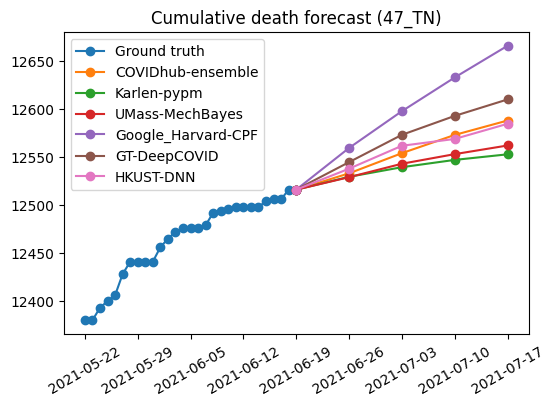 Cumulative death forecast (47_TN)
Ground truth
COVIDhub-ensemble
Karlen-pypm
UMass-MechBayes
Google_Harvard-CPF
GT-DeepCOVID
HKUST-DNN
12650
12600
12550
12500
12450
12400
2021-05-22
2021-05-29
2021-06-05
2021-06-12
2021-06-19
2021-06-26
2021-07-03
2021-07-10
2021-07-17